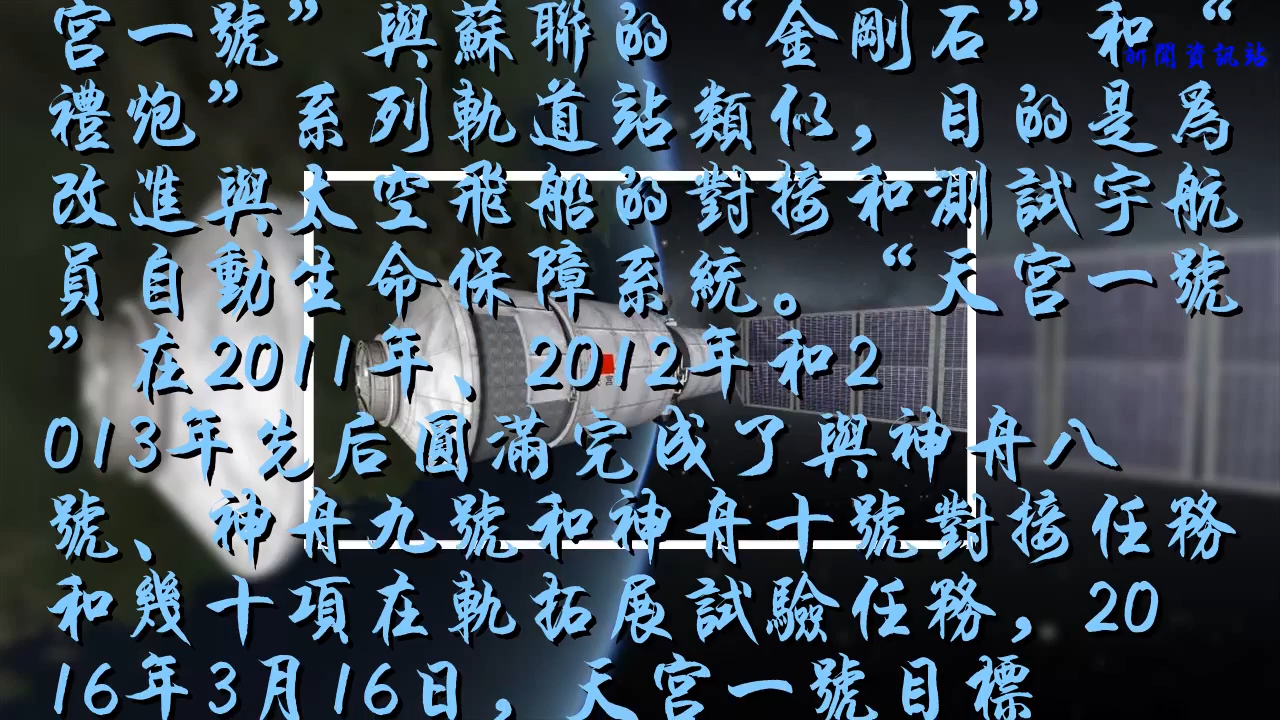 宮一號”與蘇聯的“金剛石”和“
新聞資訊站
禮炮”系列軌道站類似，目的是爲
改進與太空飛船的對接和測試宇航
員自動生命保障系統。“天宮一號
”在2011年、2012年和2
013年先后圓滿完成了與神舟八
號、神舟九號和神舟十號對接任務
和幾十項在軌拓展試驗任務，20
16年3月16日，天宮一號目標